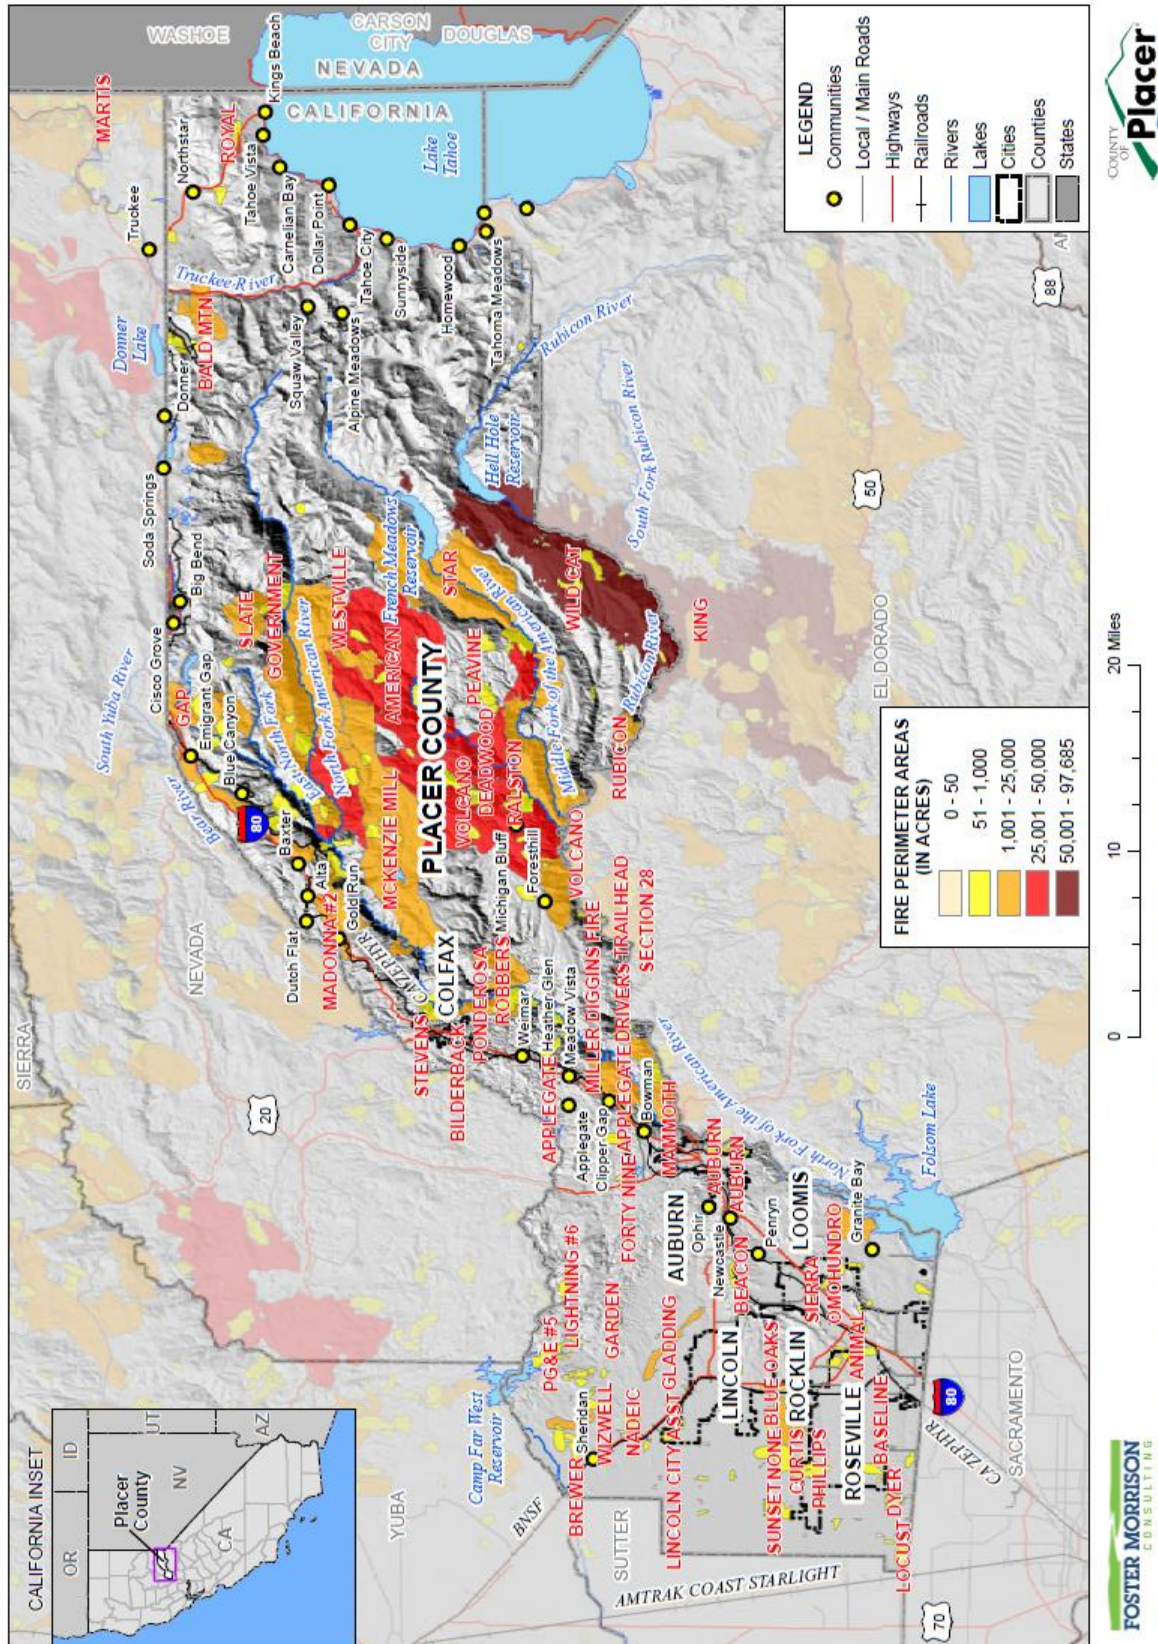 CALIFORNIA INSET
OR
ID
Placer
County
NV
UT
CA
AZ
SIERRA
NEVADA
YUBA
SUTTER
SACRAMENTO
EL DORADO
WASHOE
CARSON
CITY
DOUGLAS
NEVADA
CALIFORNIA
20
80
80
70
50
88
South Yuba River
Bear River
Truckee River
Donner
Lake
Lake
Tahoe
Camp Far West
Reservoir
BNSF
AMTRAK COAST STARLIGHT
CA ZEPHYR
CA ZEPHYR
East North Fork
North Fork American River
French Meadows
Reservoir
Hell Hole
Reservoir
Rubicon River
Rubicon River
South Fork Rubicon River
Middle Fork of the American River
North Fork of the American River
Folsom Lake
Truckee
Northstar
Kings Beach
Tahoe Vista
Carnelian Bay
Dollar Point
Tahoe City
Sunnyside
Homewood
Tahoma Meadows
Squaw Valley
Alpine Meadows
Donner
Soda Springs
Big Bend
Cisco Grove
Emigrant Gap
Blue Canyon
Baxter
Alta
Dutch Flat
Gold Run
Michigan Bluff
Foresthill
Weimar
Heather Glen
Meadow Vista
Applegate
Clipper Gap
Bowman
Ophir
Newcastle
Penryn
Granite Bay
Sheridan
PLACER COUNTY
COLFAX
AUBURN
LOOMIS
LINCOLN
ROCKLIN
ROSEVILLE
MARTIS
ROYAL
BALD MTN
GAP
SLATE
GOVERNMENT
WESTVILLE
AMERICAN
STAR
WILD CAT
KING
PEAVINE
DEADWOOD
VOLCANO
RALSTON
RUBICON
VOLCANO
MCKENZIE MILL
MADONNA #2
STEVENS
BILDERBACK
PONDEROSA
ROBBERS
APPLEGATE
MILLER DIGGINS FIRE
DRIVERS TRAILHEAD
SECTION 28
FORTY NINE APPLEGATE
MAMMOTH
AUBURN
AUBURN
BEACON
SIERRA
OMOHUNDRO
LIGHTNING #6
PG&E #5
GARDEN
WIZWELL
BREWER
NADEIC
LINCOLN CITY ASST
GLADDING
SUNSET
NONE
BLUE OAKS
CURTIS
PHILLIPS
ANIMAL
BASELINE
DYER
LOCUST
FIRE PERIMETER AREAS
(IN ACRES)
0 - 50
51 - 1,000
1,001 - 25,000
25,001 - 50,000
50,001 - 97,685
LEGEND
Communities
Local / Main Roads
Highways
Railroads
Rivers
Lakes
Cities
Counties
States
0
10
20 Miles
FOSTER MORRISON
CONSULTING
COUNTY
OF
Placer